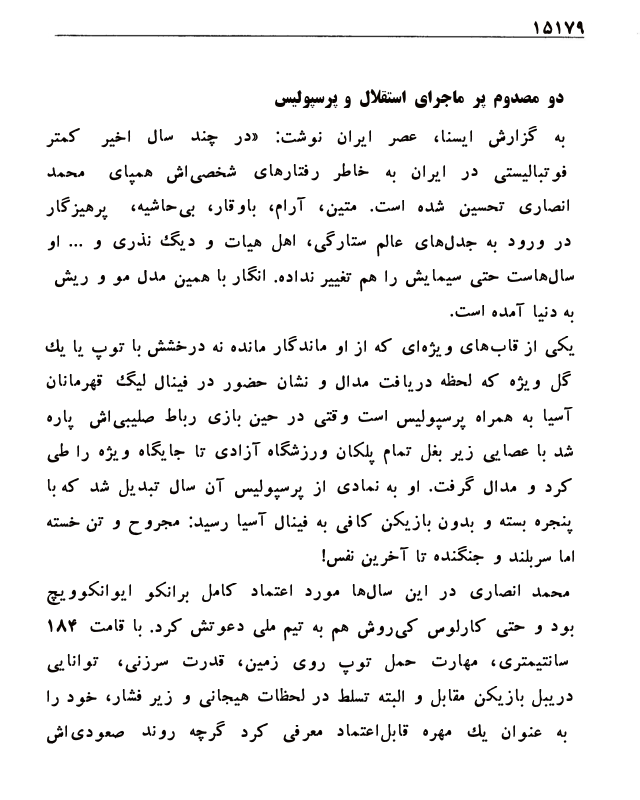 ۱۵۱۷۹
دو مصدوم پر ماجرای استقلال و پرسپولیس
به گزارش ایسنا، عصر ایران نوشت: «در چند سال اخیر کمتر
فوتبالیستی در ایران به خاطر رفتارهای شخصی‌اش همپای محمد
انصاری تحسین شده است. متین، آرام، باوقار، بی‌حاشیه، پرهیزگار
در ورود به جدل‌های عالم ستارگی، اهل هیات و دیگ نذری و ... او
سال‌هاست حتی سیمایش را هم تغییر نداده. انگار با همین مدل مو و ریش
به دنیا آمده است.
یکی از قاب‌های ویژه‌ای که از او ماندگار مانده نه درخشش با توپ یا یک
گل ویژه که لحظه دریافت مدال و نشان حضور در فینال لیگ قهرمانان
آسیا به همراه پرسپولیس است وقتی در حین بازی رباط صلیبی‌اش پاره
شد با عصایی زیر بغل تمام پلکان ورزشگاه آزادی تا جایگاه ویژه را طی
کرد و مدال گرفت. او به نمادی از پرسپولیس آن سال تبدیل شد که با
پنجره بسته و بدون بازیکن کافی به فینال آسیا رسید: مجروح و تن خسته
اما سربلند و جنگنده تا آخرین نفس!
محمد انصاری در این سال‌ها مورد اعتماد کامل برانکو ایوانکوویچ
بود و حتی کارلوس کی‌روش هم به تیم ملی دعوتش کرد. با قامت ۱۸۴
سانتیمتری، مهارت حمل توپ روی زمین، قدرت سرزنی، توانایی
دریبل بازیکن مقابل و البته تسلط در لحظات هیجانی و زیر فشار، خود را
به عنوان یک مهره قابل‌اعتماد معرفی کرد گرچه روند صعودی‌اش